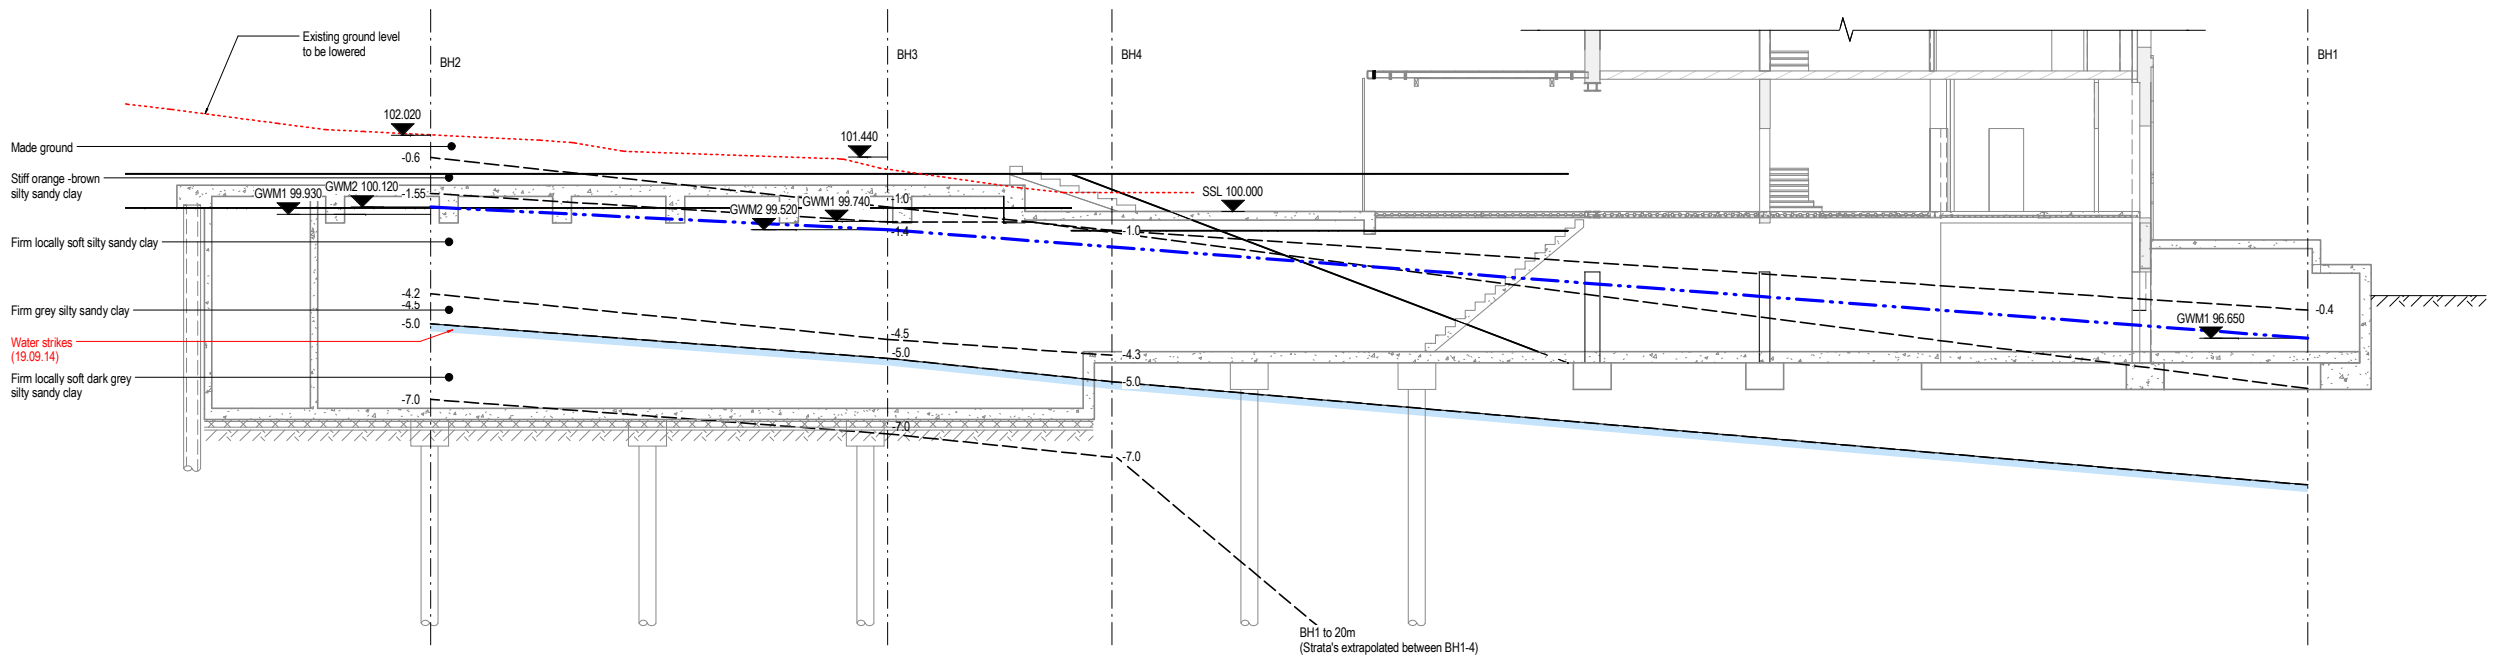 Existing ground level
to be lowered
BH2
BH3
BH4
BH1
102.020
101.440
Made ground
-0.6
Stiff orange -brown
silty sandy clay
GWM1 99.930
GWM2 100.120
-1.55
GWM2 99.520
GWM1 99.740
-1.0
-1.4
SSL 100.000
-1.0
Firm locally soft silty sandy clay
-4.2
-4.5
-5.0
Firm grey silty sandy clay
-4.5
-5.0
-4.3
-5.0
-0.4
GWM1 96.650
Water strikes
(19.09.14)
Firm locally soft dark grey
silty sandy clay
-7.0
-7.0
-7.0
BH1 to 20m
(Strata's extrapolated between BH1-4)